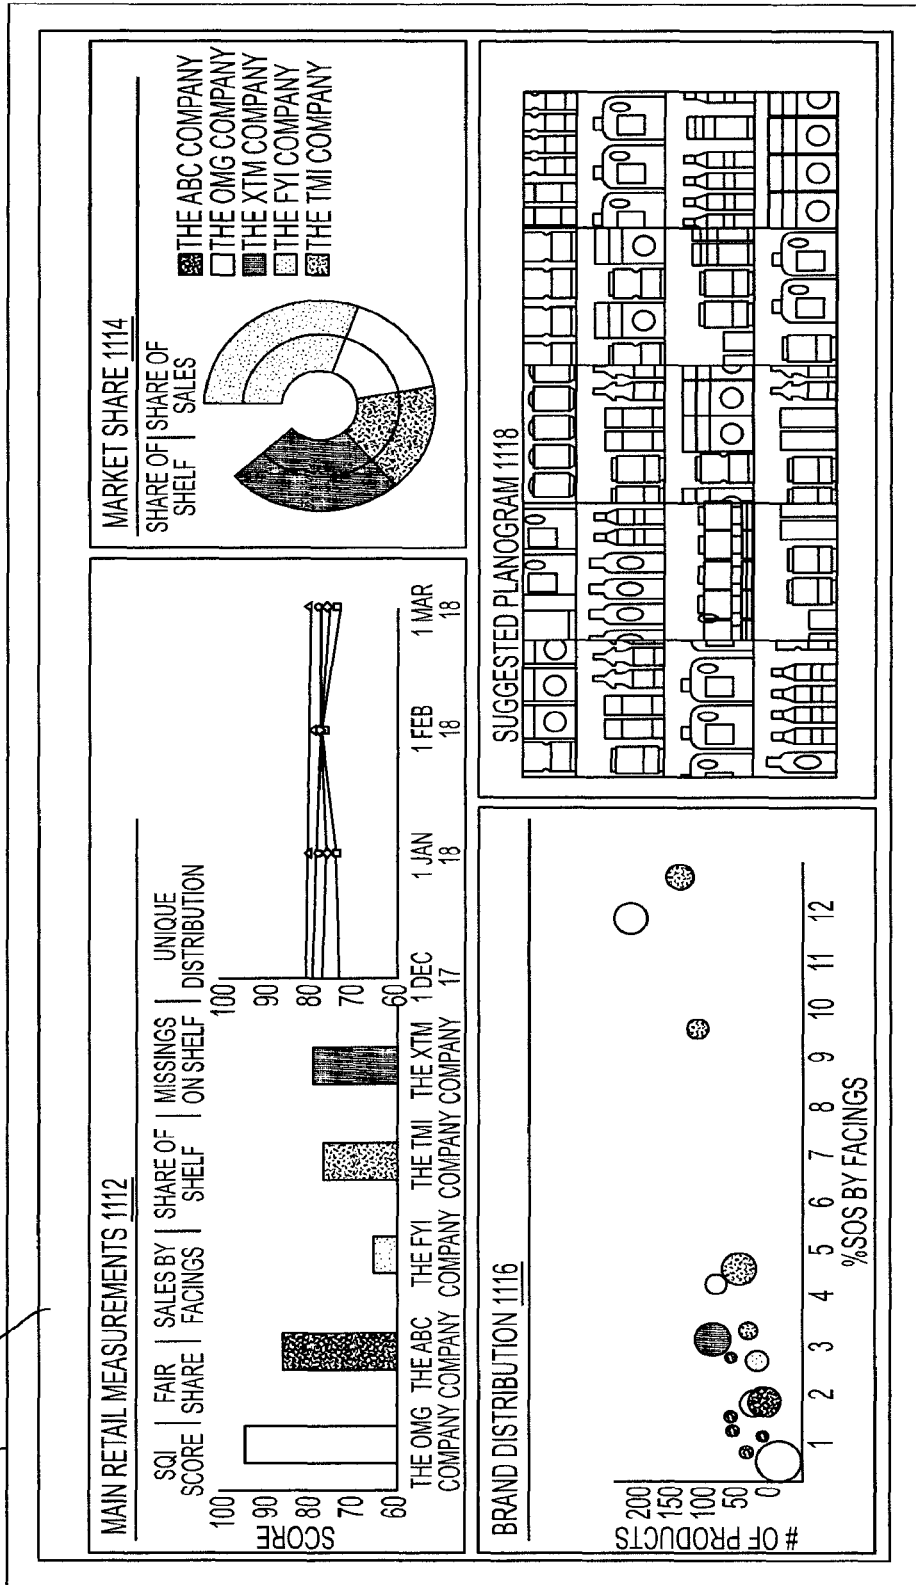 MAIN RETAIL MEASUREMENTS 1112
SQI | FAIR | SALES BY | SHARE OF | MISSINGS | UNIQUE
SCORE | SHARE | FACINGS | SHELF | ON SHELF | DISTRIBUTION
100
90
80
70
60
SCORE
THE OMG THE ABC THE FYI THE TMI THE XTM
COMPANY COMPANY COMPANY COMPANY COMPANY
100
90
80
70
60
1 DEC 1 JAN 1 FEB 1 MAR
17 18 18 18
MARKET SHARE 1114
SHARE OF | SHARE OF
SHELF | SALES
THE ABC COMPANY
THE OMG COMPANY
THE XTM COMPANY
THE FYI COMPANY
THE TMI COMPANY
BRAND DISTRIBUTION 1116
200
150
100
50
0
# OF PRODUCTS
1 2 3 4 5 6 7 8 9 10 11 12
%SOS BY FACINGS
SUGGESTED PLANOGRAM 1118